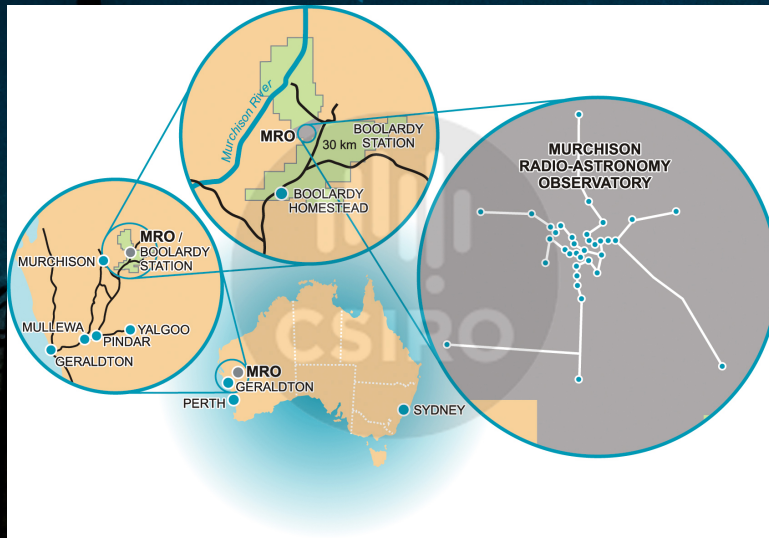 Murchison River
MRO
30 km
BOOLARDY
STATION
BOOLARDY
HOMESTEAD
MURCHISON
RADIO-ASTRONOMY
OBSERVATORY
MRO /
BOOLARDY
STATION
MURCHISON
MULLEWA
YALGOO
PINDAR
GERALDTON
CSIRO
MRO
GERALDTON
PERTH
SYDNEY